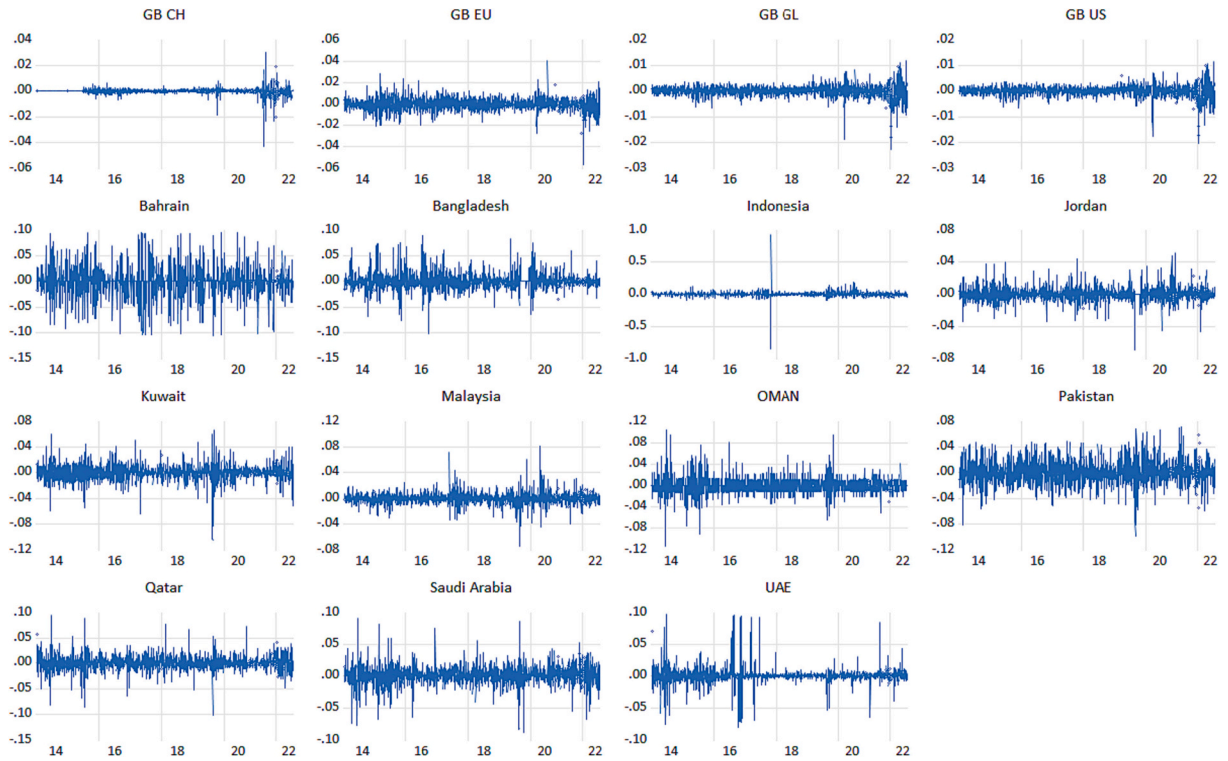 GB CH
.04
.02
.00
-.02
-.04
-.06
14 16 18 20 22
GB EU
.06
.04
.02
.00
-.02
-.04
-.06
14 16 18 20 22
GB GL
.02
.01
.00
-.01
-.02
-.03
14 16 18 20 22
GB US
.02
.01
.00
-.01
-.02
-.03
14 16 18 20 22
Bahrain
.10
.05
.00
-.05
-.10
-.15
14 16 18 20 22
Bangladesh
.10
.05
.00
-.05
-.10
-.15
14 16 18 20 22
Indonesia
1.0
0.5
0.0
-0.5
-1.0
14 16 18 20 22
Jordan
.08
.04
.00
-.04
-.08
14 16 18 20 22
Kuwait
.08
.04
.00
-.04
-.08
-.12
14 16 18 20 22
Malaysia
.12
.08
.04
.00
-.04
-.08
14 16 18 20 22
OMAN
.12
.08
.04
.00
-.04
-.08
-.12
14 16 18 20 22
Pakistan
.08
.04
.00
-.04
-.08
-.12
14 16 18 20 22
Qatar
.10
.05
.00
-.05
-.10
-.15
14 16 18 20 22
Saudi Arabia
.10
.05
.00
-.05
-.10
14 16 18 20 22
UAE
.10
.05
.00
-.05
-.10
14 16 18 20 22